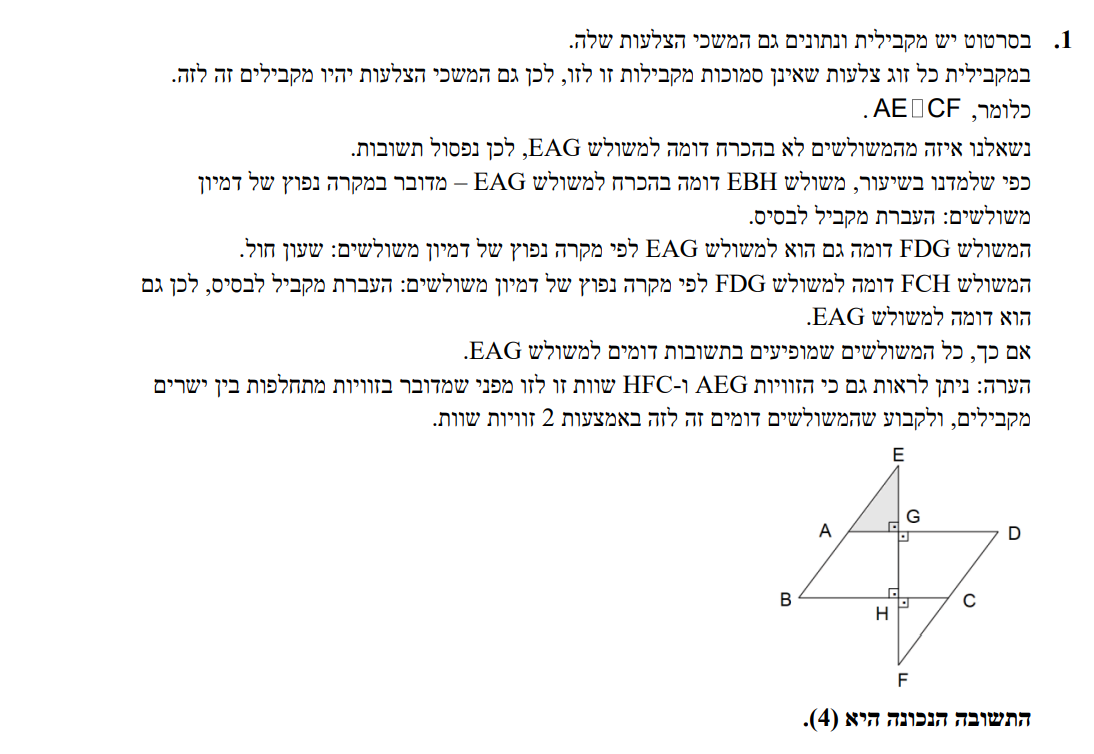 1. בסרטוט יש מקבילית ונתונים גם המשכי הצלעות שלה.
במקבילית כל זוג צלעות שאינן סמוכות מקבילות זו לזו, לכן גם המשכי הצלעות יהיו מקבילים זה לזה.
כלומר, AE□CF .
נשאלנו איזה מהמשולשים לא בהכרח דומה למשולש EAG, לכן נפסול תשובות.
כפי שלמדנו בשיעור, משולש EBH דומה בהכרח למשולש EAG – מדובר במקרה נפוץ של דמיון
משולשים: העברת מקביל לבסיס.
המשולש FDG דומה גם הוא למשולש EAG לפי מקרה נפוץ של דמיון משולשים: שעון חול.
המשולש FCH דומה למשולש FDG לפי מקרה נפוץ של דמיון משולשים: העברת מקביל לבסיס, לכן גם
הוא דומה למשולש EAG.
אם כך, כל המשולשים שמופיעים בתשובות דומים למשולש EAG.
הערה: ניתן לראות גם כי הזוויות AEG ו-HFC שוות זו לזו מפני שמדובר בזוויות מתחלפות בין ישרים
מקבילים, ולקבוע שהמשולשים דומים זה לזה באמצעות 2 זוויות שוות.
E
G
A
D
B
C
H
F
התשובה הנכונה היא (4).